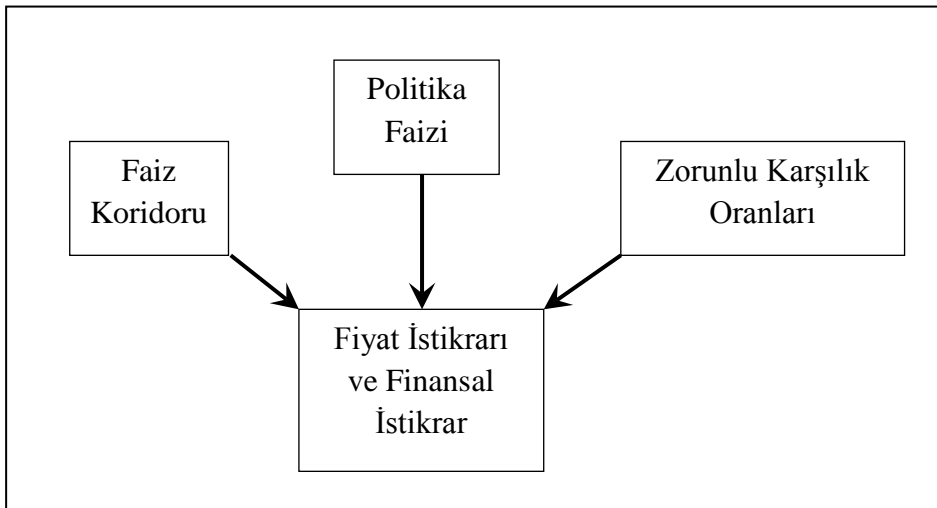 Politika
Faizi
Faiz
Koridoru
Zorunlu Karşılık
Oranları
Fiyat İstikrarı
ve Finansal
İstikrar